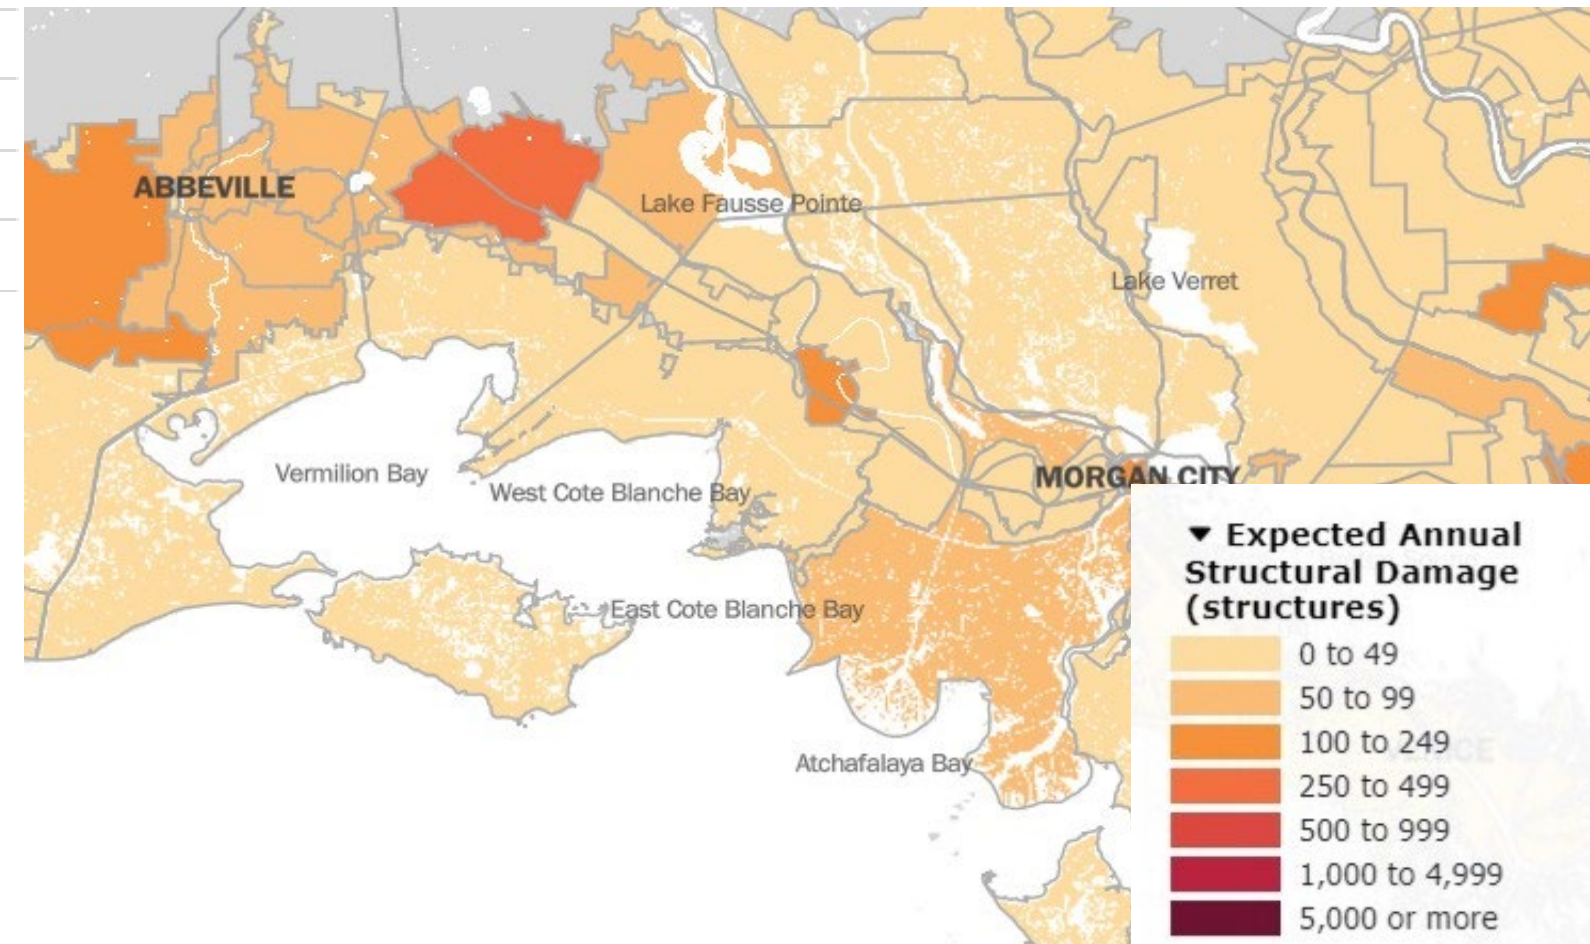 ABBEVILLE
Lake Fausse Pointe
Lake Verret
Vermilion Bay
MORGAN CITY
West Cote Blanche Bay
East Cote Blanche Bay
Atchafalaya Bay
▼ Expected Annual
Structural Damage
(structures)
0 to 49
50 to 99
100 to 249
250 to 499
500 to 999
1,000 to 4,999
5,000 or more